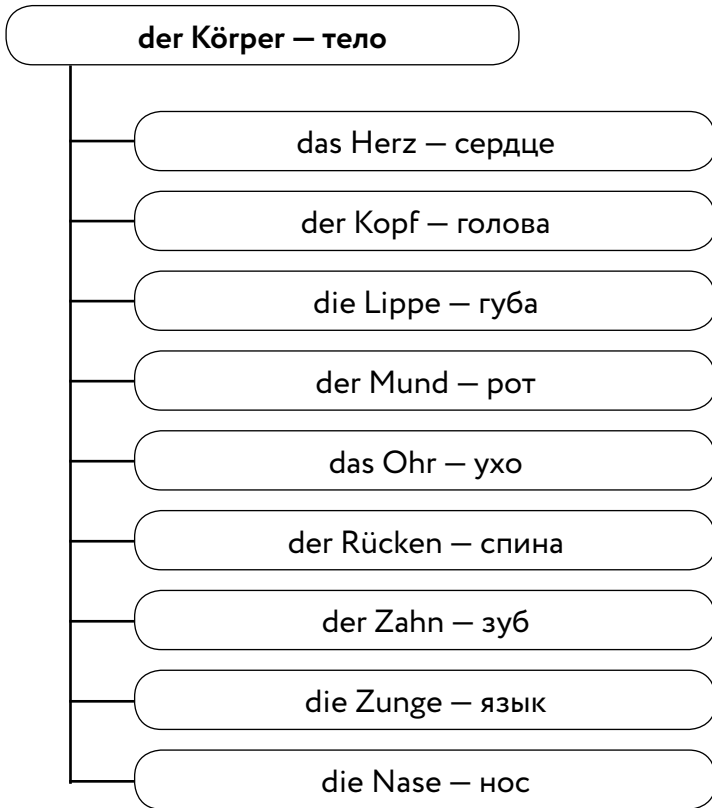 der Körper — тело
das Herz — сердце
der Kopf — голова
die Lippe — губа
der Mund — рот
das Ohr — ухо
der Rücken — спина
der Zahn — зуб
die Zunge — язык
die Nase — нос